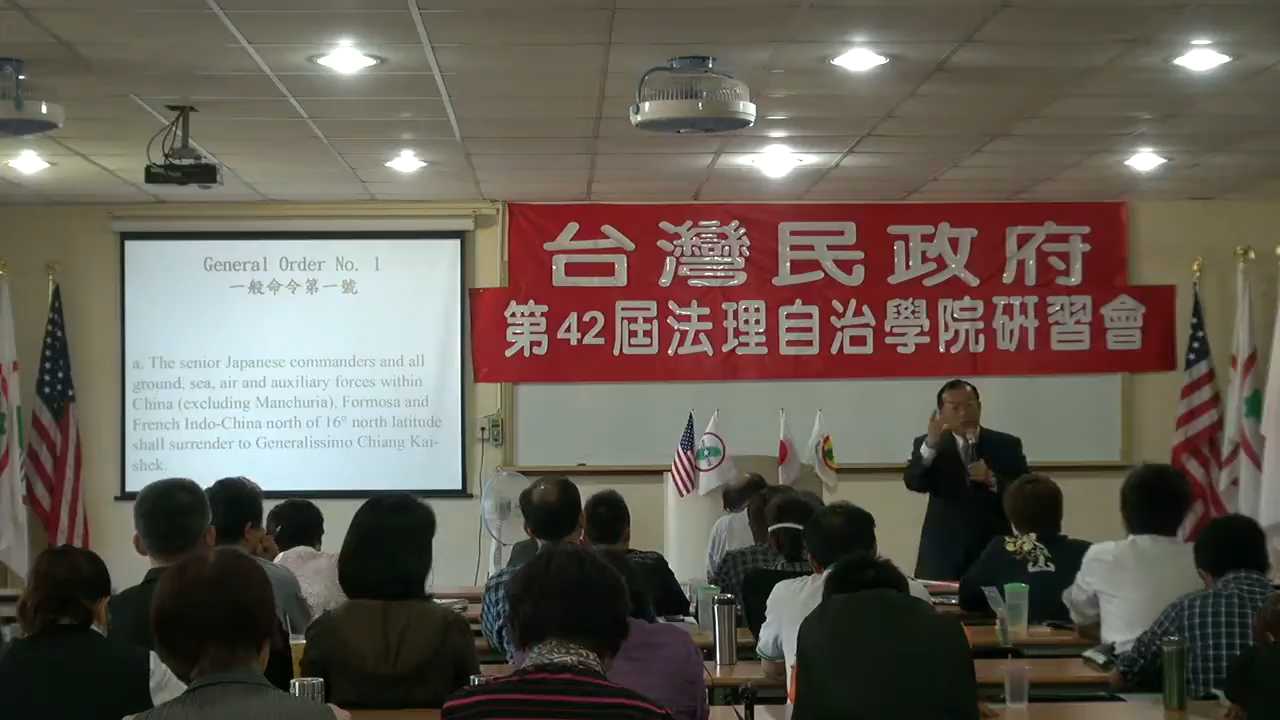 General Order No. 1
一般命令第一號
a. The senior Japanese commanders and all
ground, sea, air and auxiliary forces within
China (excluding Manchuria), Formosa and
French Indo-China north of 16° north latitude
shall surrender to Generalissimo Chiang Kai-
shek.
台灣民政府
第42屆法理自治學院研習會